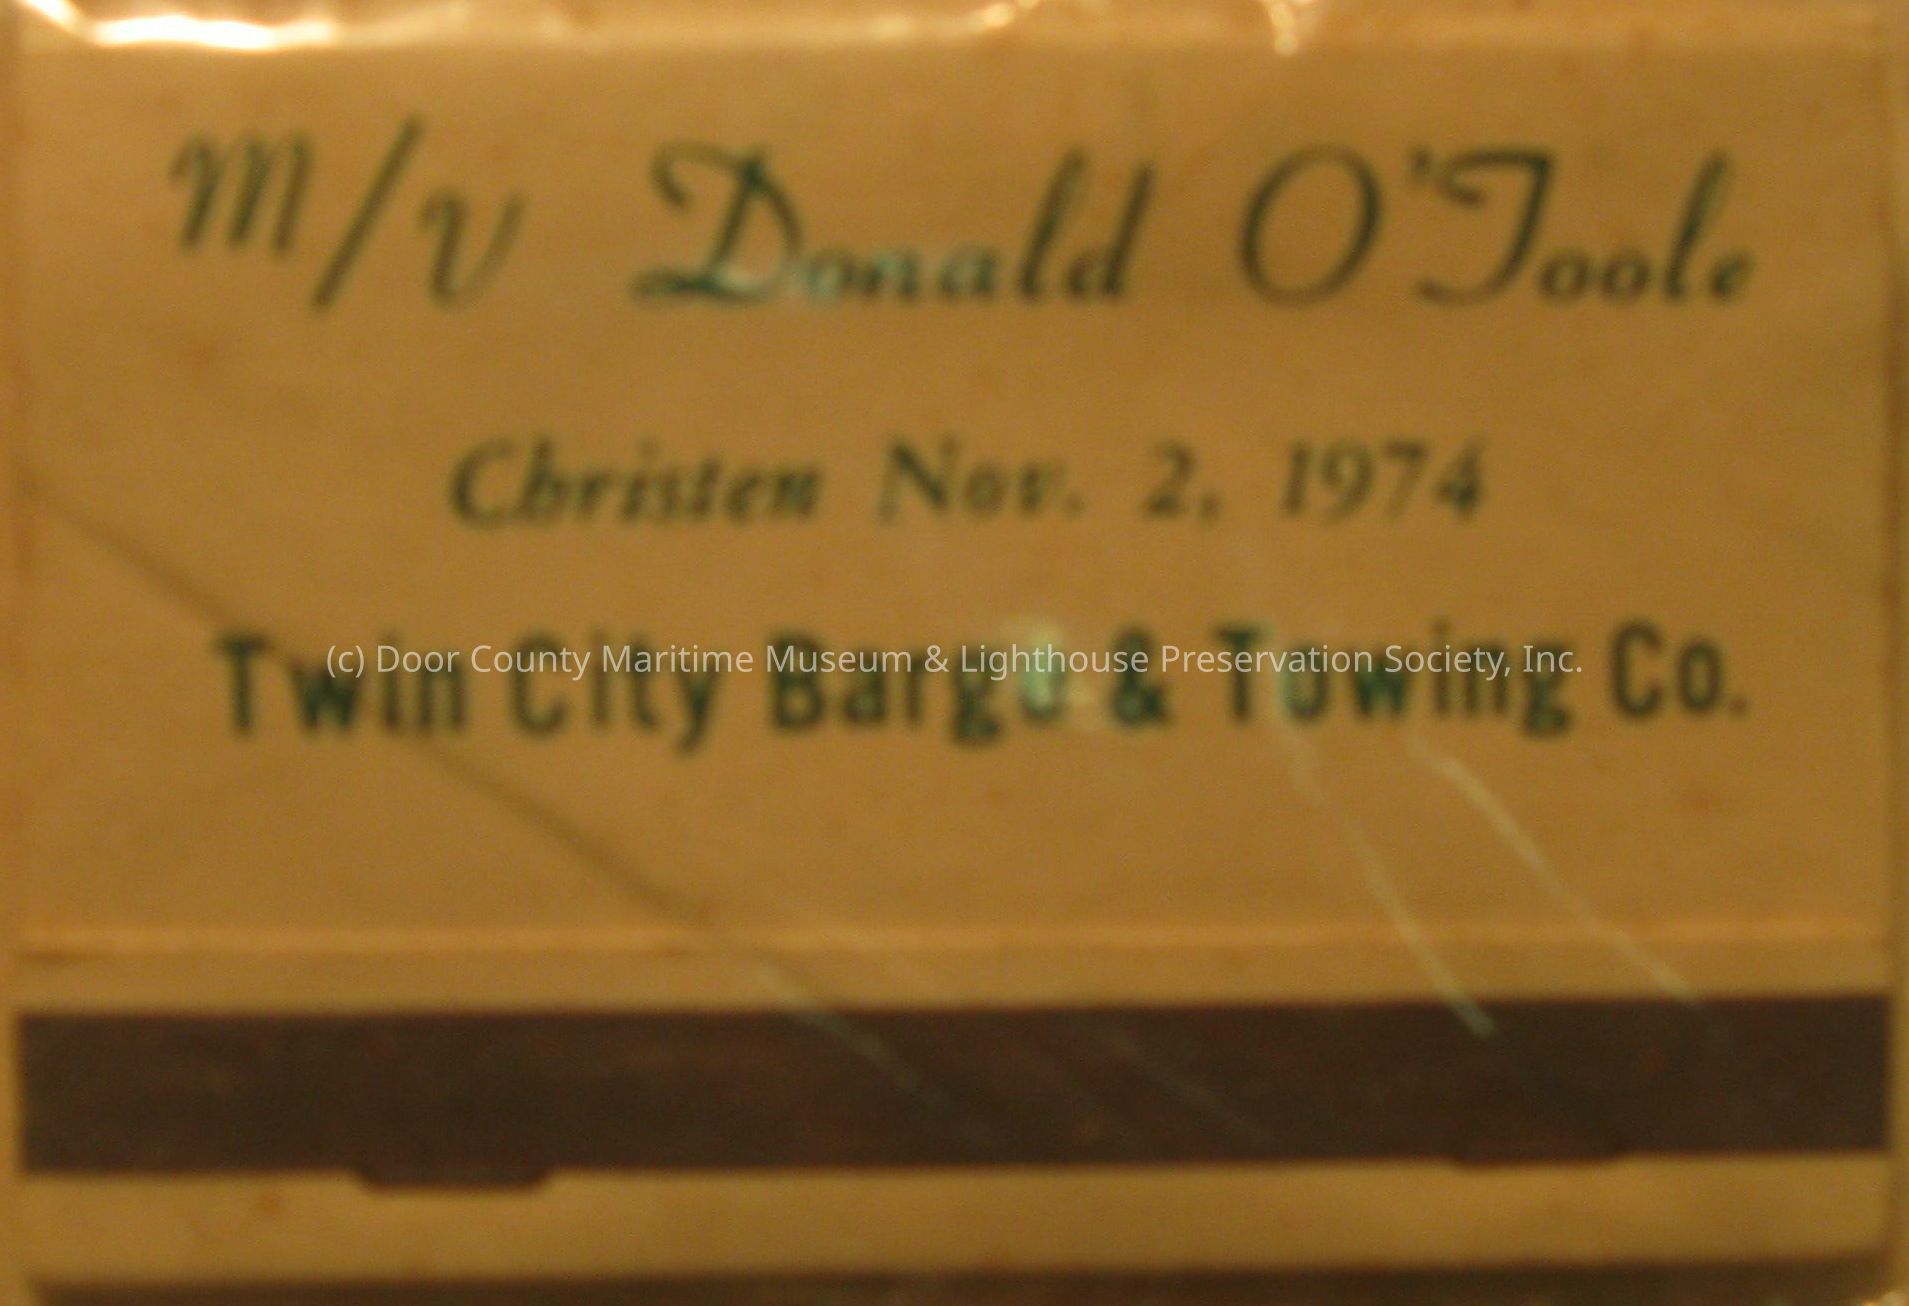 m/v Donald O'Toole
Christen Nov. 2, 1974
(c) Door County Maritime Museum & Lighthouse Preservation Society, Inc.
Twin City Barge & Towing Co.